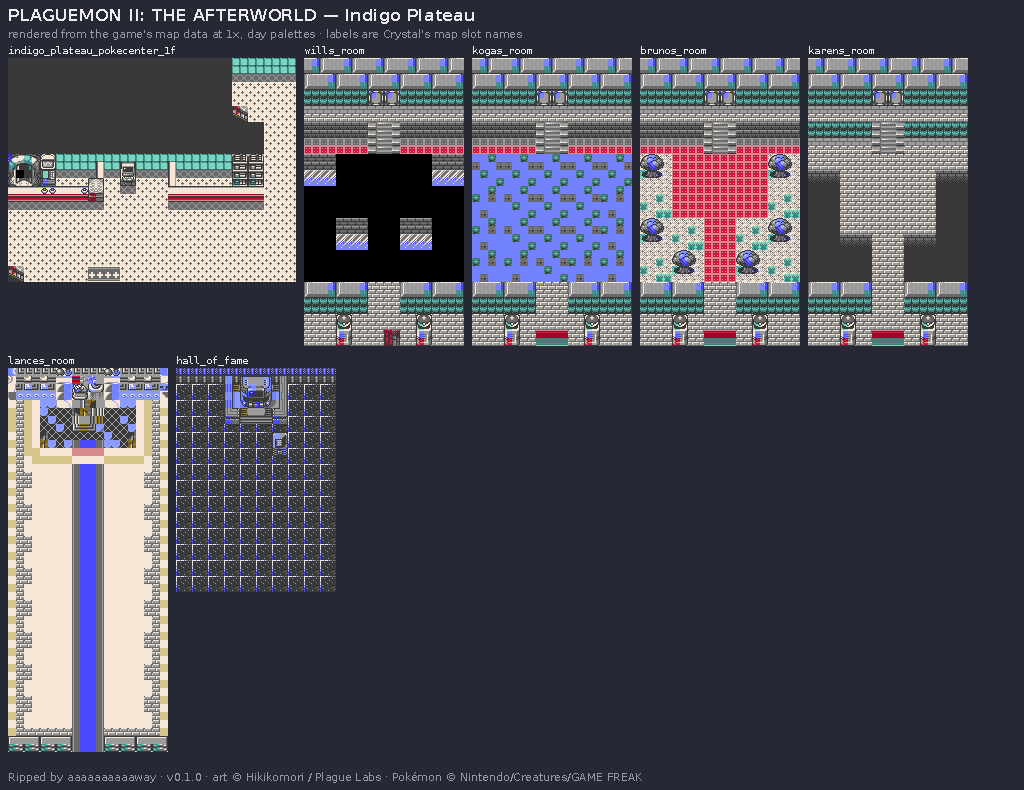 PLAGUEMON II: THE AFTERWORLD — Indigo Plateau
rendered from the game's map data at 1x, day palettes · labels are Crystal's map slot names
indigo_plateau_pokecenter_1f
wills_room
kogas_room
brunos_room
karens_room
lances_room
hall_of_fame
Ripped by aaaaaaaaaaway · v0.1.0 · art © Hikikomori / Plague Labs · Pokémon © Nintendo/Creatures/GAME FREAK